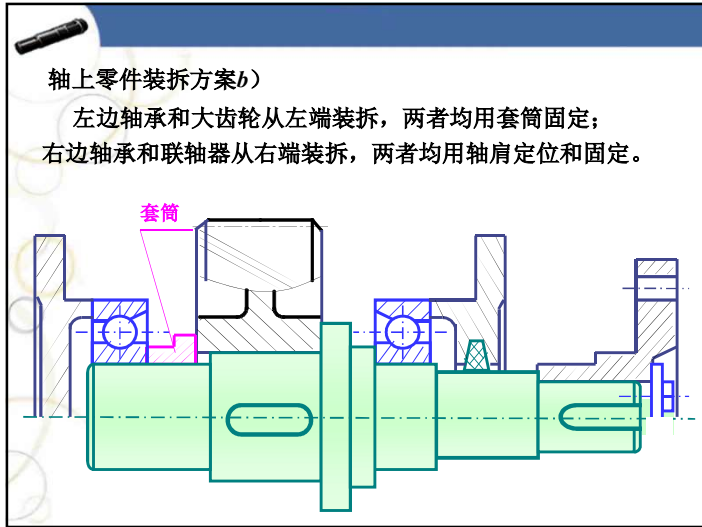 轴上零件装拆方案b）
左边轴承和大齿轮从左端装拆，两者均用套筒固定；
右边轴承和联轴器从右端装拆，两者均用轴肩定位和固定。
套筒